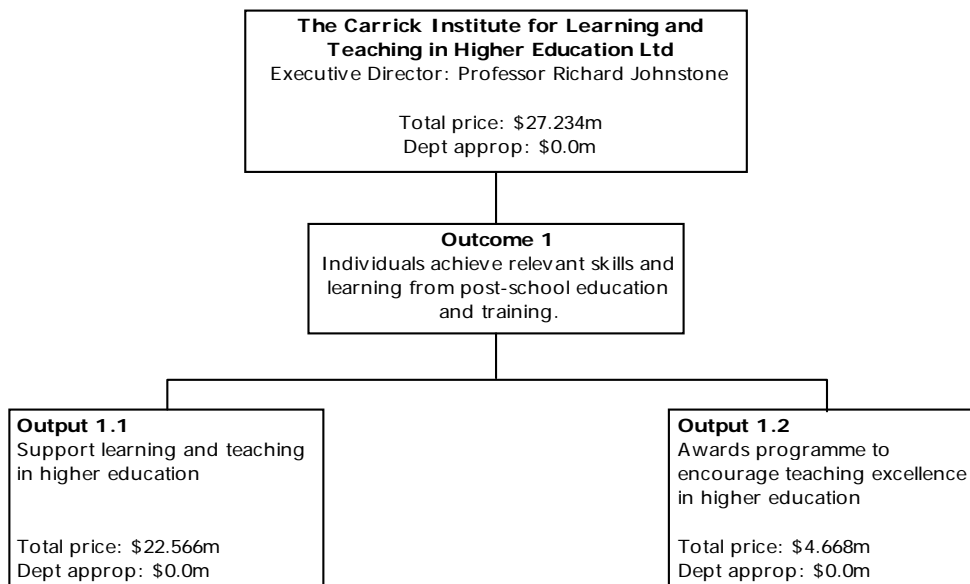 The Carrick Institute for Learning and
Teaching in Higher Education Ltd
Executive Director: Professor Richard Johnstone
Total price: $27.234m
Dept approp: $0.0m
Outcome 1
Individuals achieve relevant skills and
learning from post-school education
and training.
Output 1.1
Support learning and teaching
in higher education
Total price: $22.566m
Dept approp: $0.0m
Output 1.2
Awards programme to
encourage teaching excellence
in higher education
Total price: $4.668m
Dept approp: $0.0m